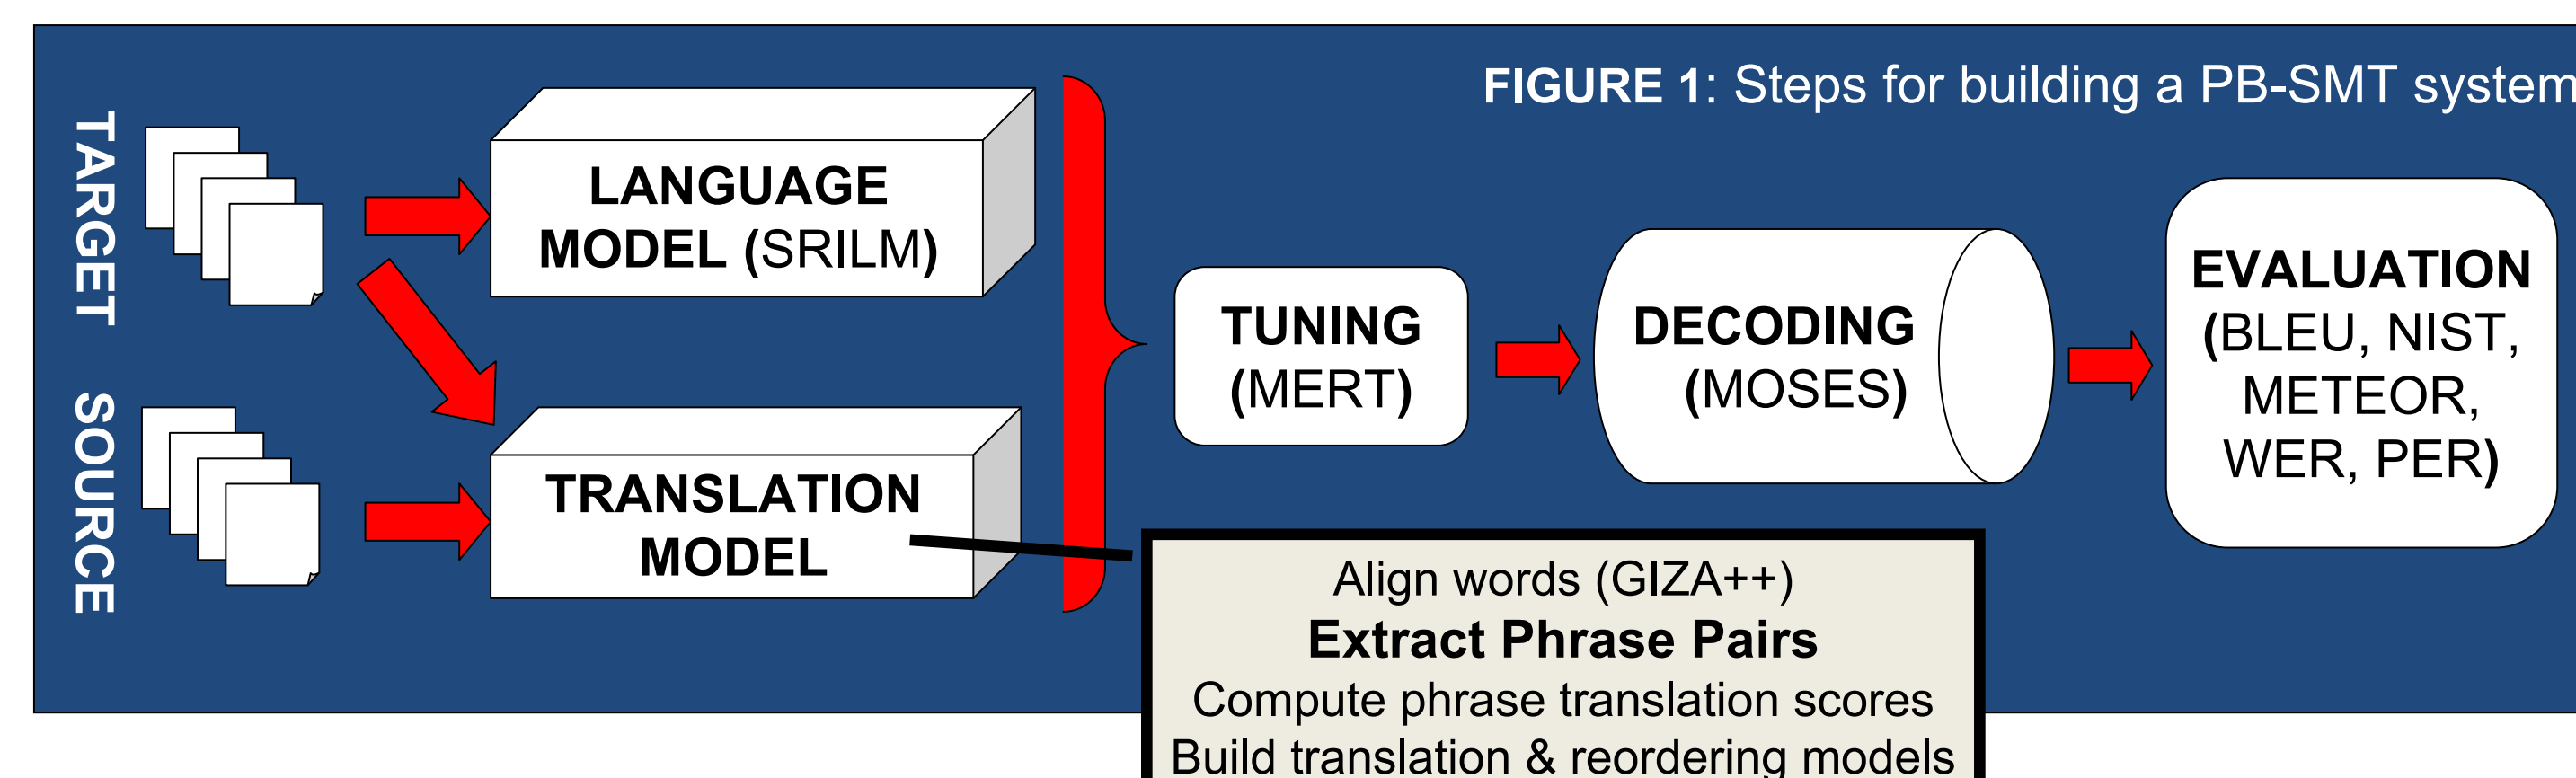 FIGURE 1: Steps for building a PB-SMT system
TARGET
SOURCE
LANGUAGE
MODEL (SRILM)
TRANSLATION
MODEL
TUNING
(MERT)
DECODING
(MOSES)
EVALUATION
(BLEU, NIST,
METEOR,
WER, PER)
Align words (GIZA++)
Extract Phrase Pairs
Compute phrase translation scores
Build translation & reordering models